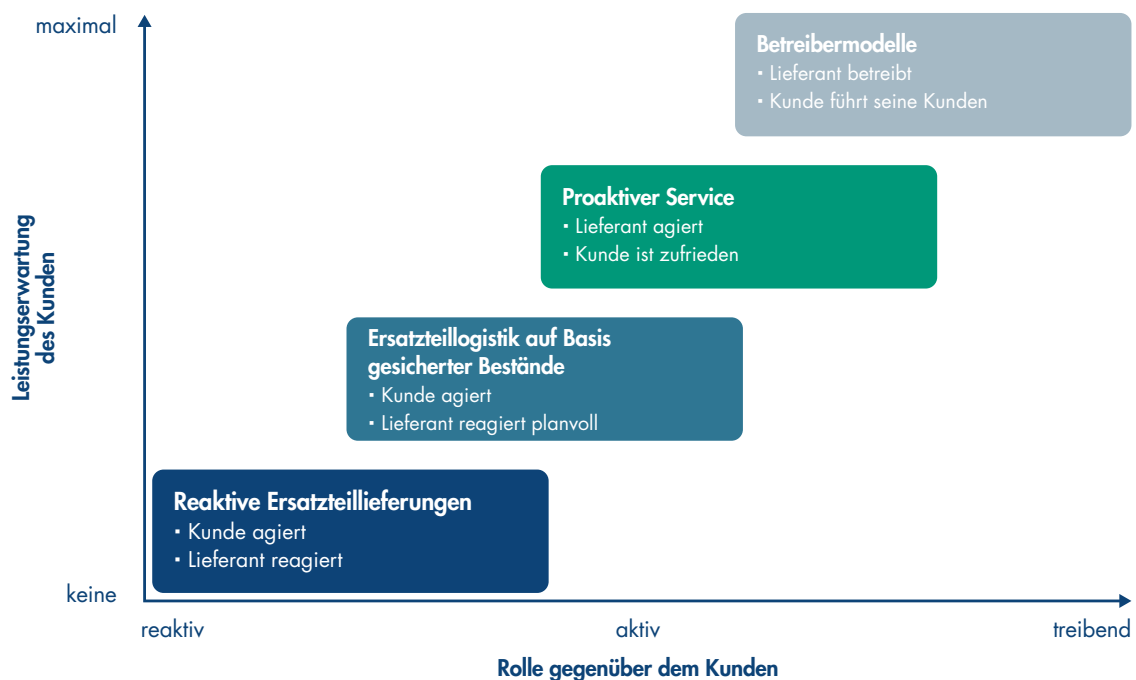 maximal
Betreibermodelle
▪ Lieferant betreibt
▪ Kunde führt seine Kunden
Proaktiver Service
▪ Lieferant agiert
▪ Kunde ist zufrieden
Leistungserwartung
des Kunden
Ersatzteillogistik auf Basis
gesicherter Bestände
▪ Kunde agiert
▪ Lieferant reagiert planvoll
Reaktive Ersatzteillieferungen
▪ Kunde agiert
▪ Lieferant reagiert
keine
reaktiv
aktiv
treibend
Rolle gegenüber dem Kunden